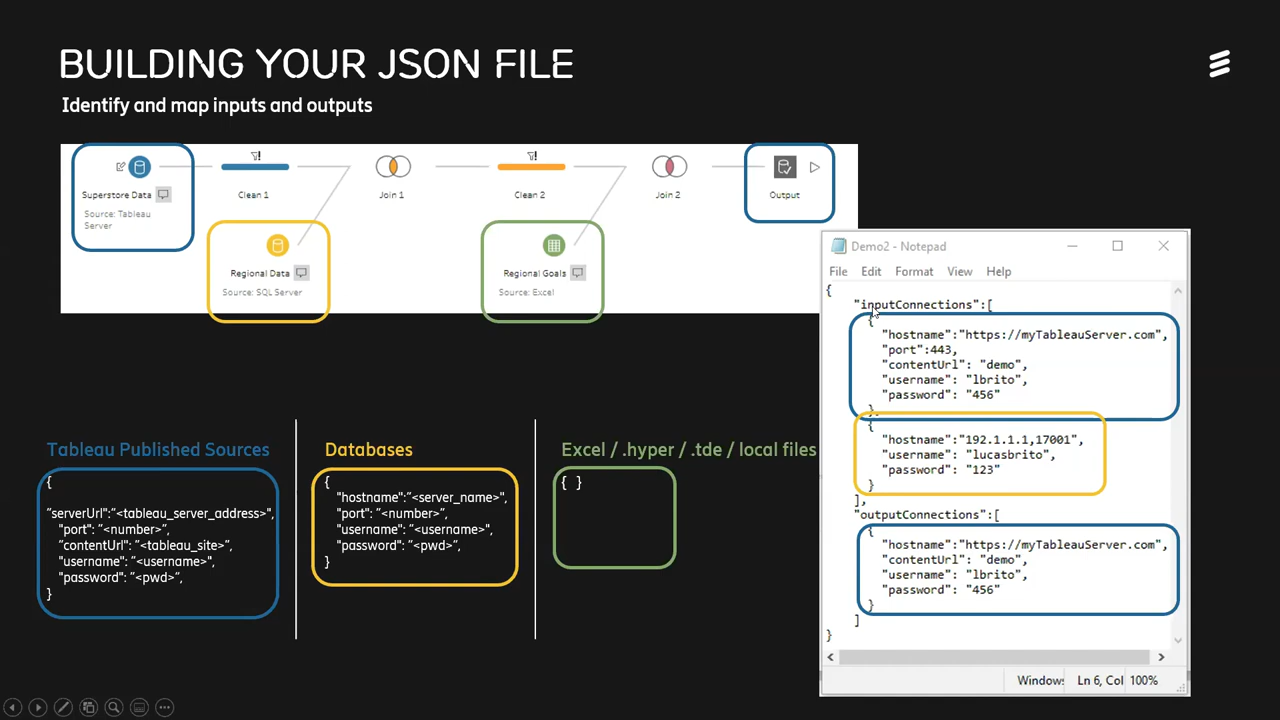 BUILDING YOUR JSON FILE
Identify and map inputs and outputs
Superstore Data
Source: Tableau
Server
Clean 1
Join 1
Clean 2
Join 2
Output
Regional Data
Source: SQL Server
Regional Goals
Source: Excel
Tableau Published Sources
{
"serverUrl":"<tableau_server_address>",
"port": "<number>",
"contentUrl": "<tableau_site>",
"username": "<username>",
"password": "<pwd>",
}
Databases
{
"hostname":"<server_name>",
"port": "<number>",
"username": "<username>",
"password": "<pwd>",
}
Excel / .hyper / .tde / local files
{ }
Demo2 - Notepad
File Edit Format View Help
{
"inputConnections":[
{
"hostname":"https://myTableauServer.com",
"port":443,
"contentUrl": "demo",
"username": "lbrito",
"password": "456"
},
{
"hostname":"192.1.1.1,17001",
"username": "lucasbrito",
"password": "123"
}
],
"outputConnections":[
{
"hostname":"https://myTableauServer.com",
"contentUrl": "demo",
"username": "lbrito",
"password": "456"
}
]
}
Windows Ln 6, Col 100%